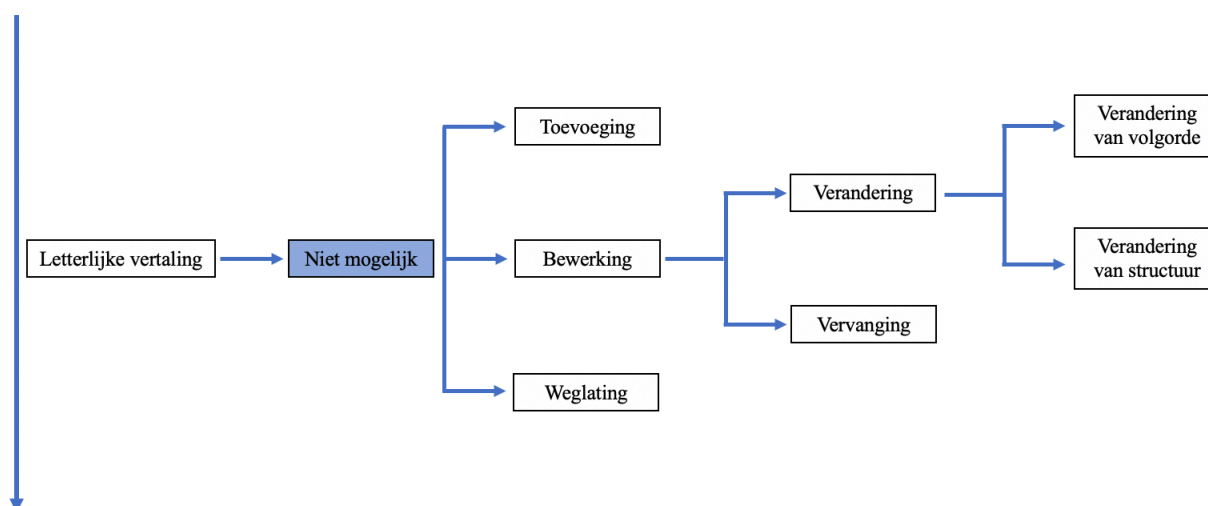 Letterlijke vertaling
Niet mogelijk
Toevoeging
Bewerking
Weglating
Verandering
Vervanging
Verandering
van volgorde
Verandering
van structuur